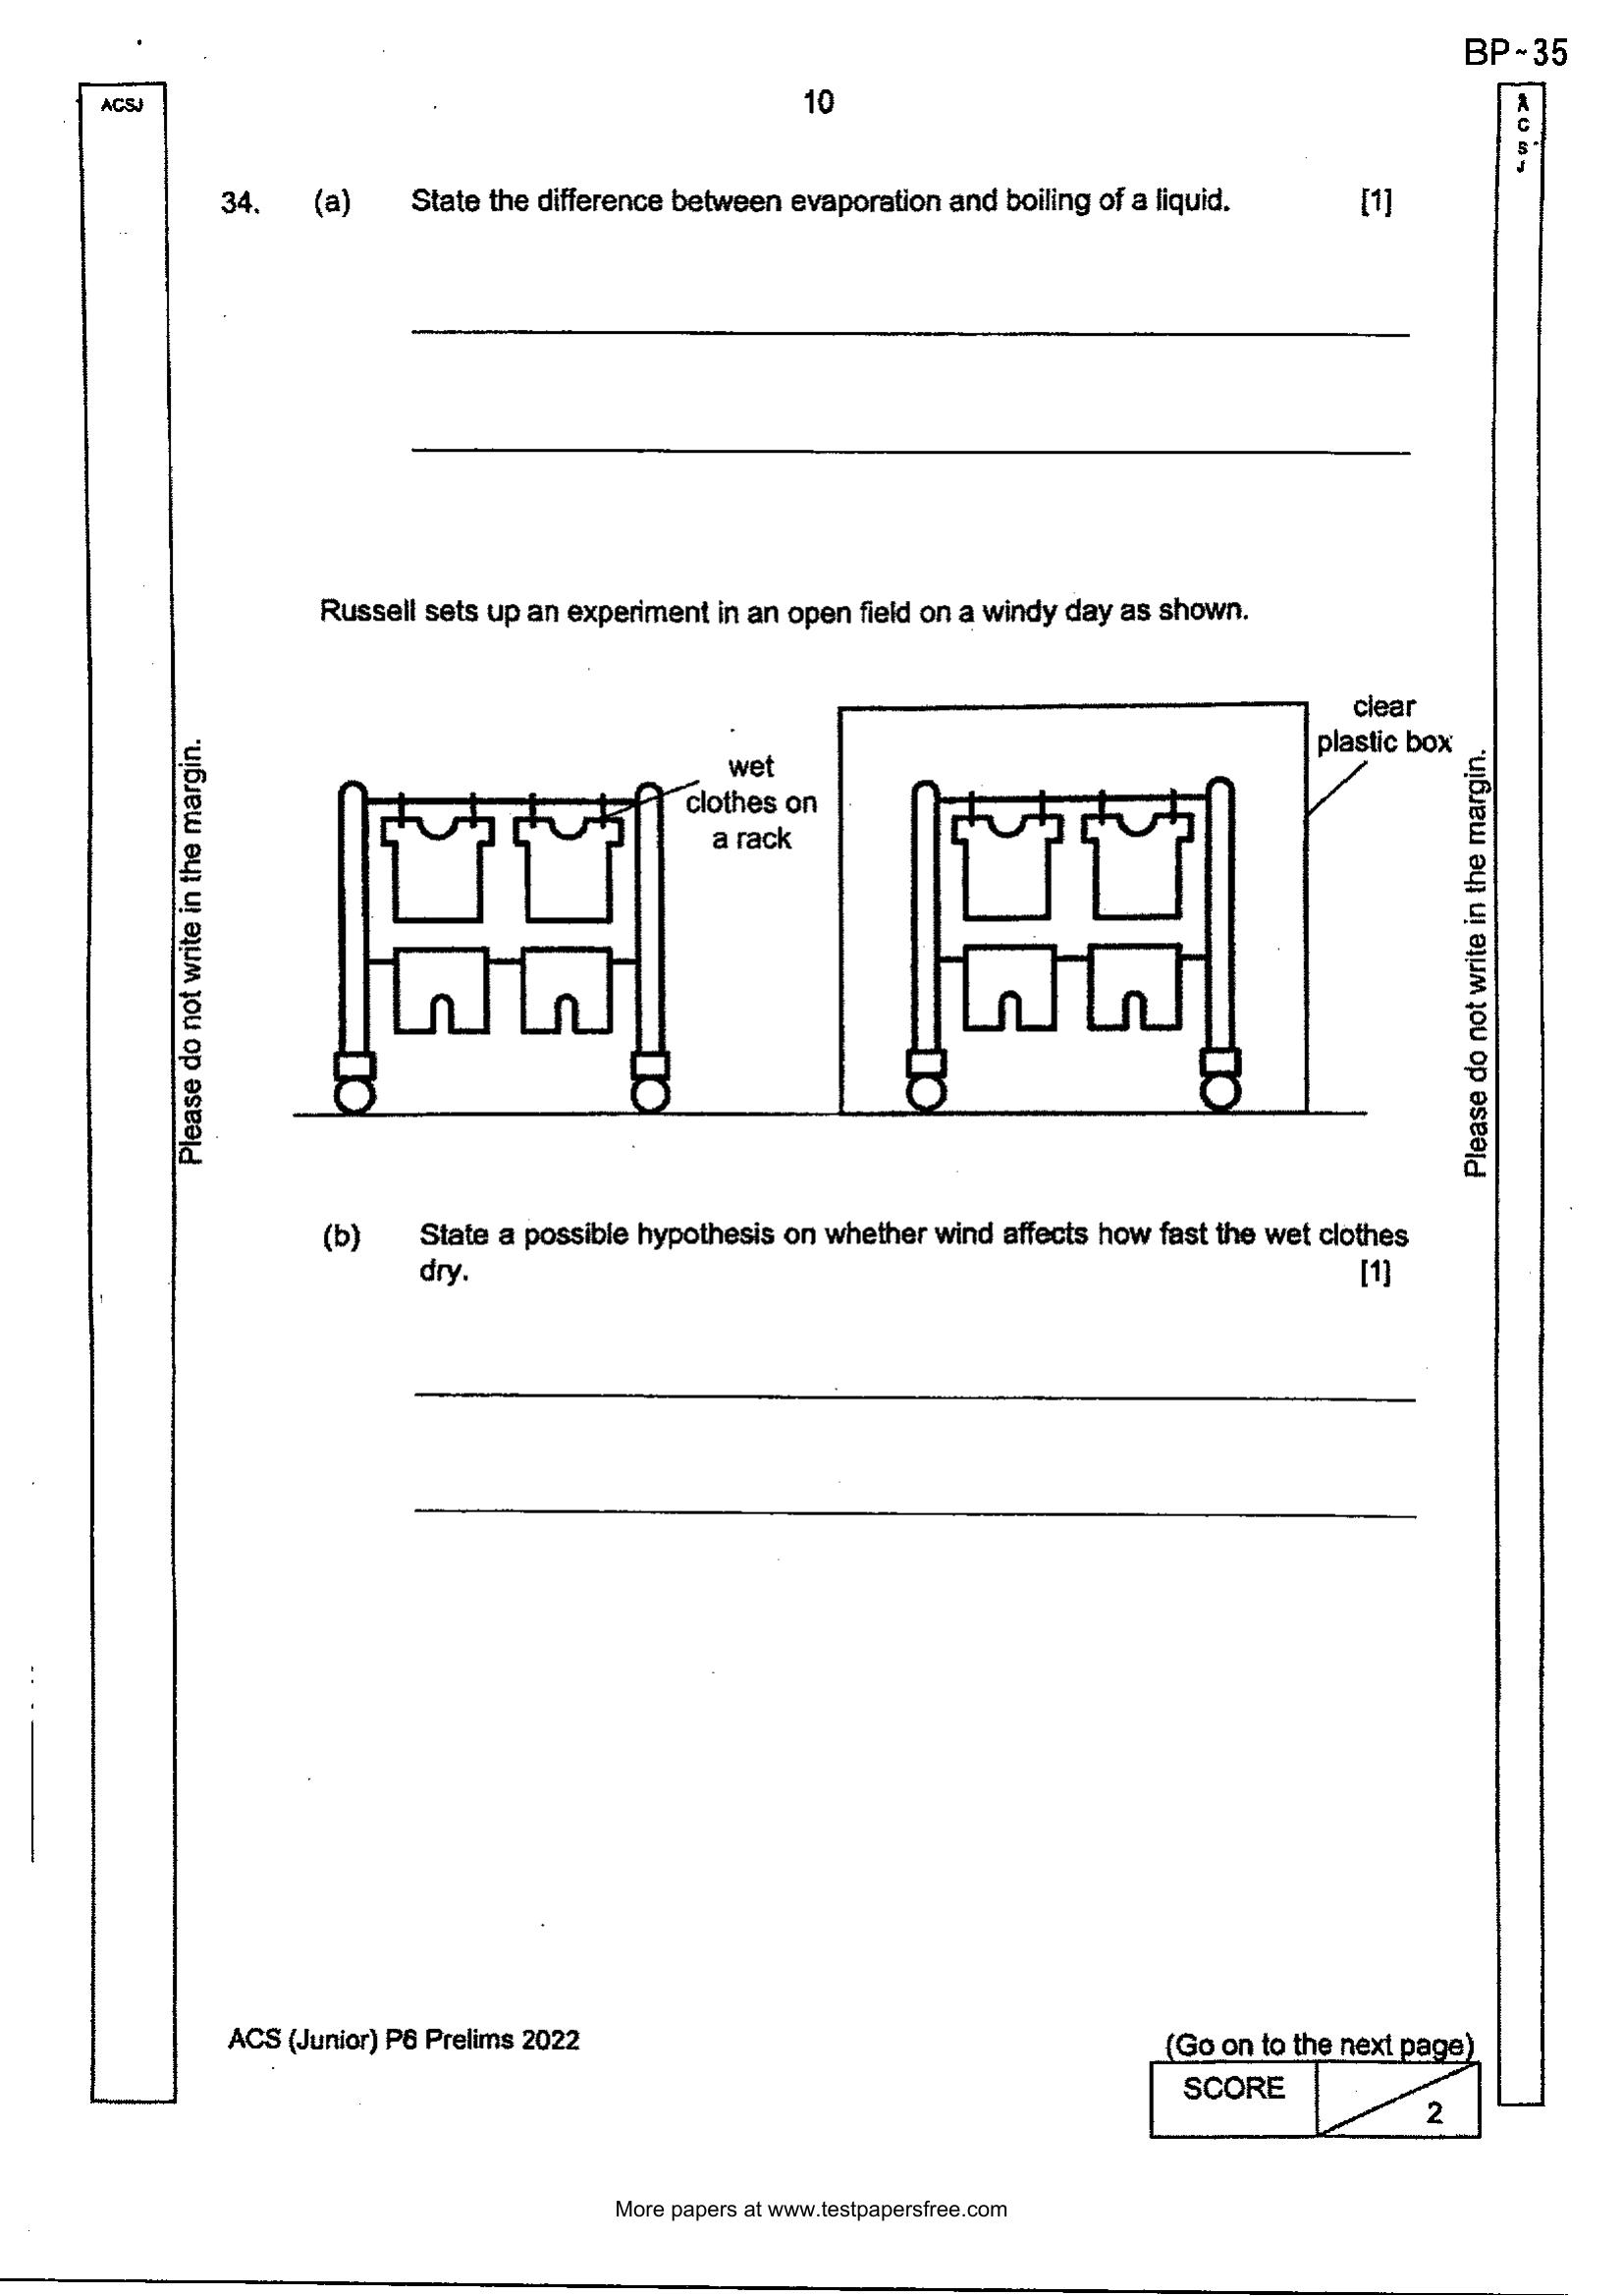 BP~35
ACSJ
10
A
C
S
J
34. (a) State the difference between evaporation and boiling of a liquid. [1]
Russell sets up an experiment in an open field on a windy day as shown.
clear
plastic box
wet
clothes on
a rack
Please do not write in the margin.
Please do not write in the margin.
(b) State a possible hypothesis on whether wind affects how fast the wet clothes
dry. [1]
ACS (Junior) P6 Prelims 2022
(Go on to the next page)
SCORE
2
More papers at www.testpapersfree.com